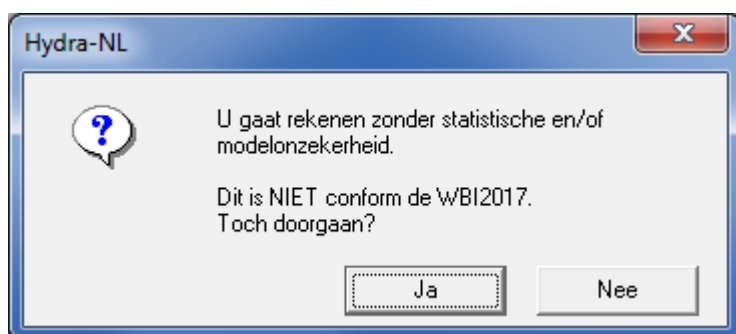 Hydra-NL
U gaat rekenen zonder statistische en/of
modelonzekerheid.
Dit is NIET conform de WBI2017.
Toch doorgaan?
Ja
Nee